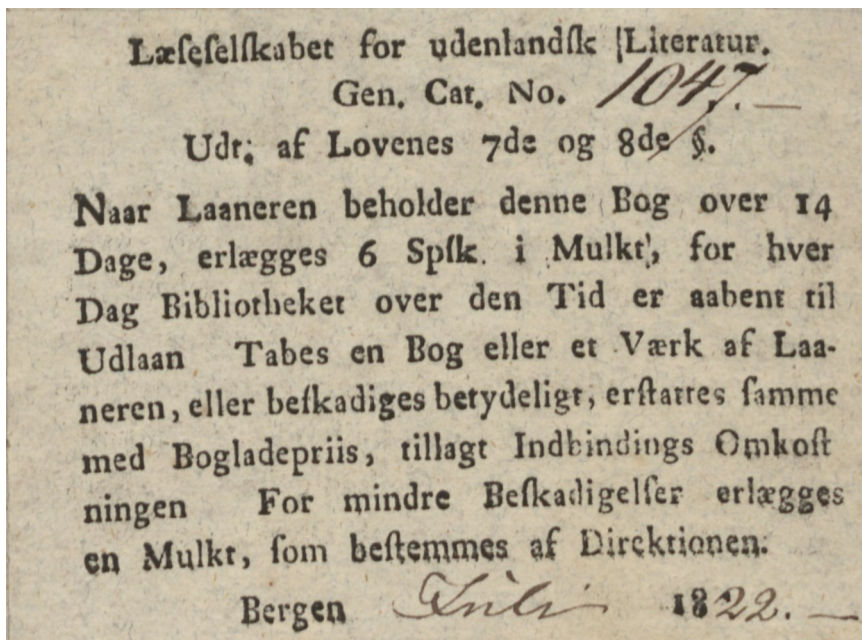 Læſeſelſkabet for udenlandſk Literatur.
Gen. Cat. No. 1047.—
Udt: af Lovenes 7de og 8de §.
Naar Laaneren beholder denne Bog over 14
Dage, erlægges 6 Spſk. i Mulkt, for hver
Dag Bibliotheket over den Tid er aabent til
Udlaan Tabes en Bog eller et Værk af Laa-
neren, eller beſkadiges betydeligt, erſtattes ſamme
med Bogladepriis, tillagt Indbindings Omkoſt
ningen For mindre Beſkadigelſer erlægges
en Mulkt, ſom beſtemmes af Direktionen.
Bergen Juli 1822.—